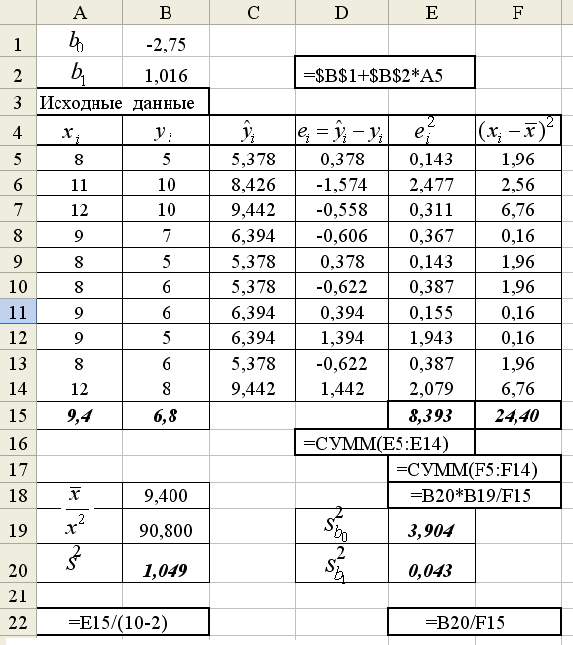 A B C D E F
1 b₀ -2,75
2 b₁ 1,016 =$B$1+$B$2*A5
3 Исходные данные
4 xᵢ yᵢ ŷᵢ eᵢ = ŷᵢ − yᵢ eᵢ² (xᵢ − x̅)²
5 8 5 5,378 0,378 0,143 1,96
6 11 10 8,426 -1,574 2,477 2,56
7 12 10 9,442 -0,558 0,311 6,76
8 9 7 6,394 -0,606 0,367 0,16
9 8 5 5,378 0,378 0,143 1,96
10 8 6 5,378 -0,622 0,387 1,96
11 9 6 6,394 0,394 0,155 0,16
12 9 5 6,394 1,394 1,943 0,16
13 8 6 5,378 -0,622 0,387 1,96
14 12 8 9,442 1,442 2,079 6,76
15 9,4 6,8 8,393 24,40
16 =СУММ(E5:E14)
17 =СУММ(F5:F14)
18 x̅ 9,400 =B20*B19/F15
19 x² 90,800 S²b₀ 3,904
20 S² 1,049 S²b₁ 0,043
21
22 =E15/(10-2) =B20/F15